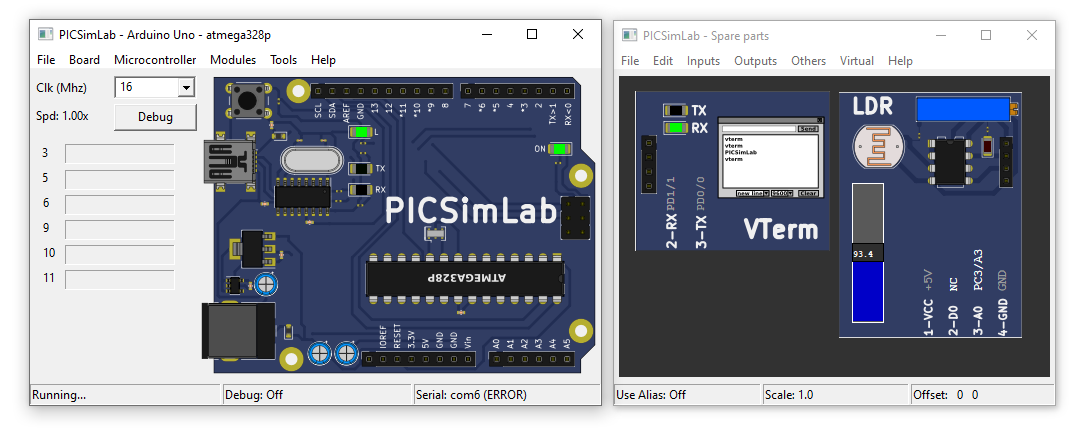 PICSimLab - Arduino Uno - atmega328p
File Board Microcontroller Modules Tools Help
Clk (Mhz) 16
Spd: 1.00x Debug
3
5
6
9
10
11
SCL SDA AREF GND 13 12 *11 *10 *9 8 7 *6 *5 4 *3 2 TX>1 RX<0
L
ON
TX
RX
PICSimLab
ATMEGA328P
IOREF RESET 3.3V 5V GND GND Vin A0 A1 A2 A3 A4 A5
Running... Debug: Off Serial: com6 (ERROR)
PICSimLab - Spare parts
File Edit Inputs Outputs Others Virtual Help
TX
RX
Send
vterm
vterm
PICSimLab
vterm
new line 9600 Clear
2-RX PD1/1
3-TX PD0/0
VTerm
LDR
93.4
1-VCC +5V
2-D0 NC
3-A0 PC3/A3
4-GND GND
Use Alias: Off Scale: 1.0 Offset: 0 0